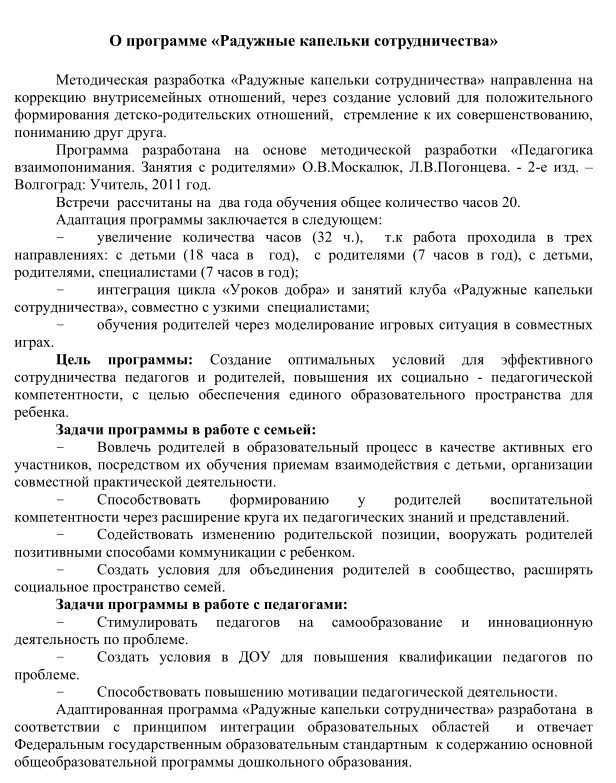 О программе «Радужные капельки сотрудничества»
Методическая разработка «Радужные капельки сотрудничества» направленна на
коррекцию внутрисемейных отношений, через создание условий для положительного
формирования детско-родительских отношений, стремление к их совершенствованию,
пониманию друг друга.
Программа разработана на основе методической разработки «Педагогика
взаимопонимания. Занятия с родителями» О.В.Москалюк, Л.В.Погонцева. - 2-е изд. –
Волгоград: Учитель, 2011 год.
Встречи рассчитаны на два года обучения общее количество часов 20.
Адаптация программы заключается в следующем:
− увеличение количества часов (32 ч.), т.к работа проходила в трех
направлениях: с детьми (18 часа в год), с родителями (7 часов в год), с детьми,
родителями, специалистами (7 часов в год);
− интеграция цикла «Уроков добра» и занятий клуба «Радужные капельки
сотрудничества», совместно с узкими специалистами;
− обучения родителей через моделирование игровых ситуация в совместных
играх.
Цель программы: Создание оптимальных условий для эффективного
сотрудничества педагогов и родителей, повышения их социально - педагогической
компетентности, с целью обеспечения единого образовательного пространства для
ребенка.
Задачи программы в работе с семьей:
− Вовлечь родителей в образовательный процесс в качестве активных его
участников, посредством их обучения приемам взаимодействия с детьми, организации
совместной практической деятельности.
− Способствовать формированию у родителей воспитательной
компетентности через расширение круга их педагогических знаний и представлений.
− Содействовать изменению родительской позиции, вооружать родителей
позитивными способами коммуникации с ребенком.
− Создать условия для объединения родителей в сообщество, расширять
социальное пространство семей.
Задачи программы в работе с педагогами:
− Стимулировать педагогов на самообразование и инновационную
деятельность по проблеме.
− Создать условия в ДОУ для повышения квалификации педагогов по
проблеме.
− Способствовать повышению мотивации педагогической деятельности.
Адаптированная программа «Радужные капельки сотрудничества» разработана в
соответствии с принципом интеграции образовательных областей и отвечает
Федеральным государственным образовательным стандартным к содержанию основной
общеобразовательной программы дошкольного образования.